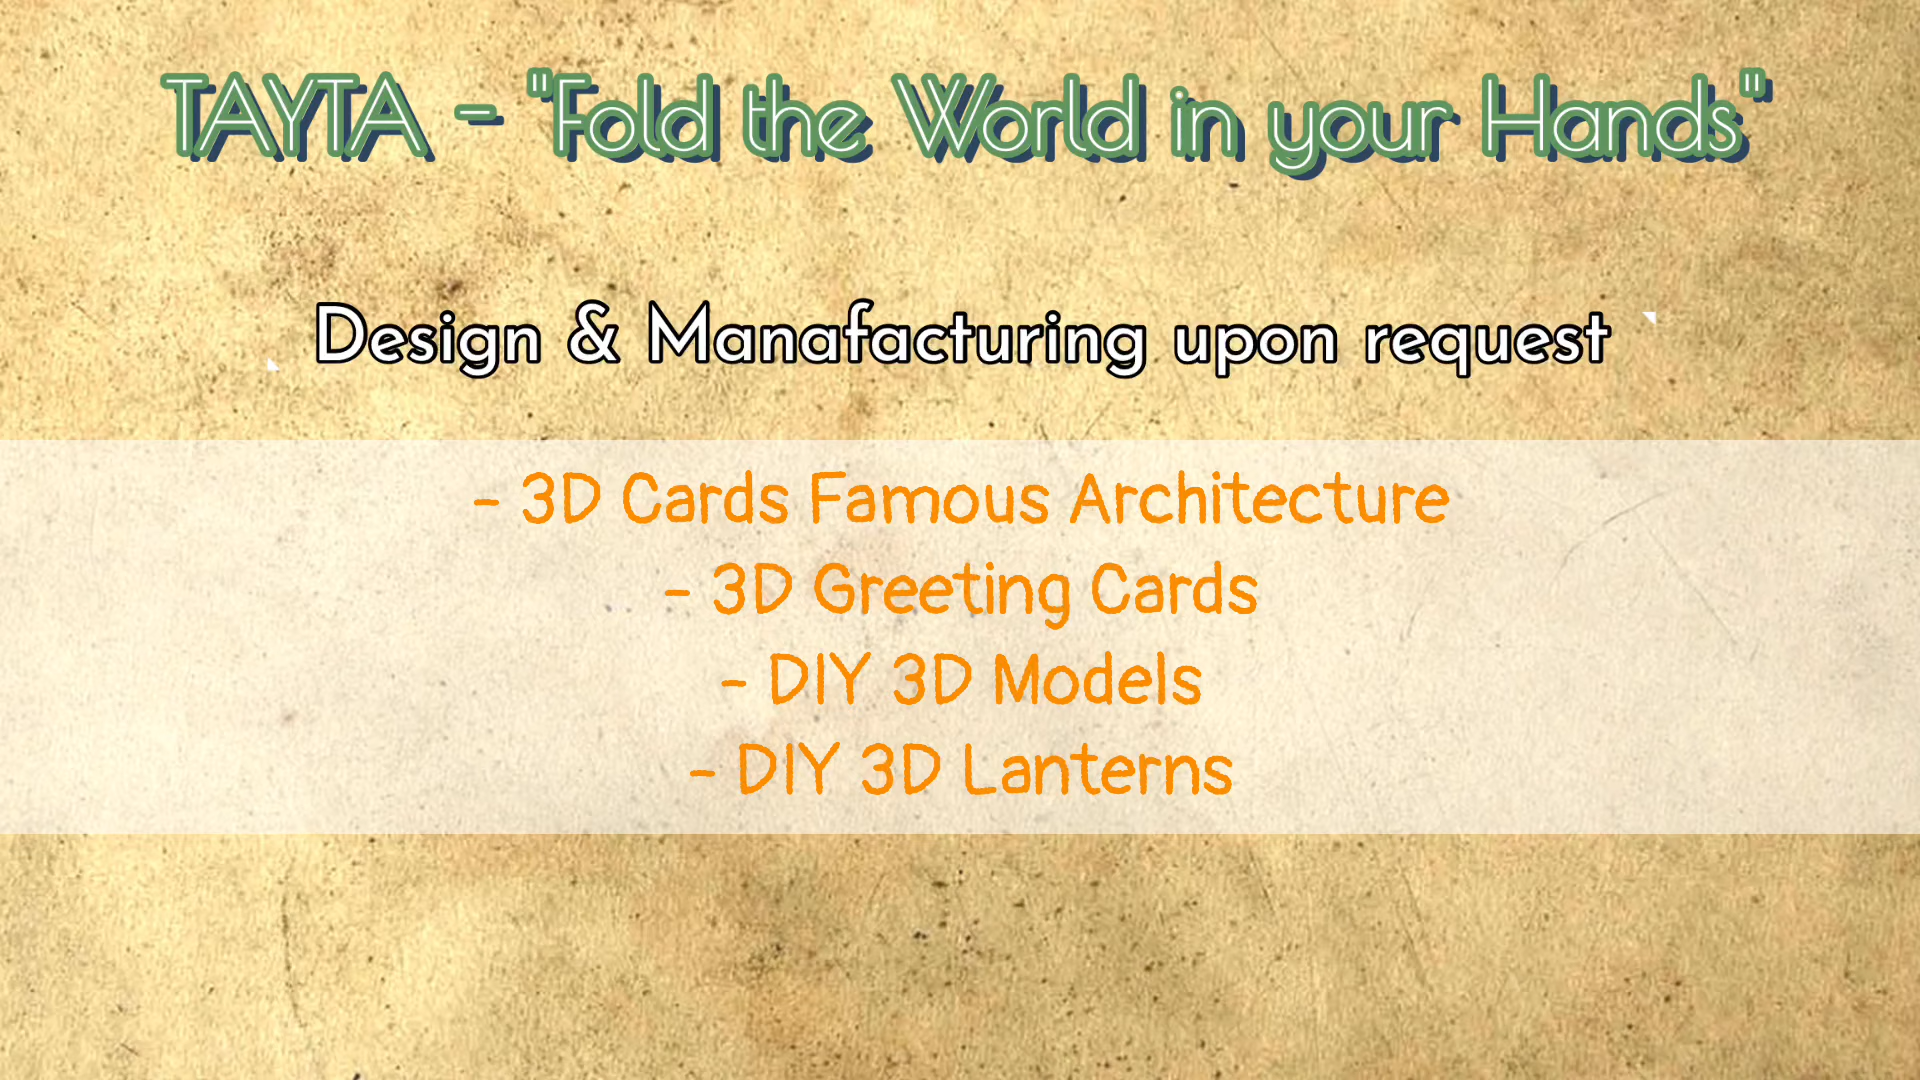 TAYTA - "Fold the World in your Hands"
Design & Manafacturing upon request
- 3D Cards Famous Architecture
- 3D Greeting Cards
- DIY 3D Models
- DIY 3D Lanterns